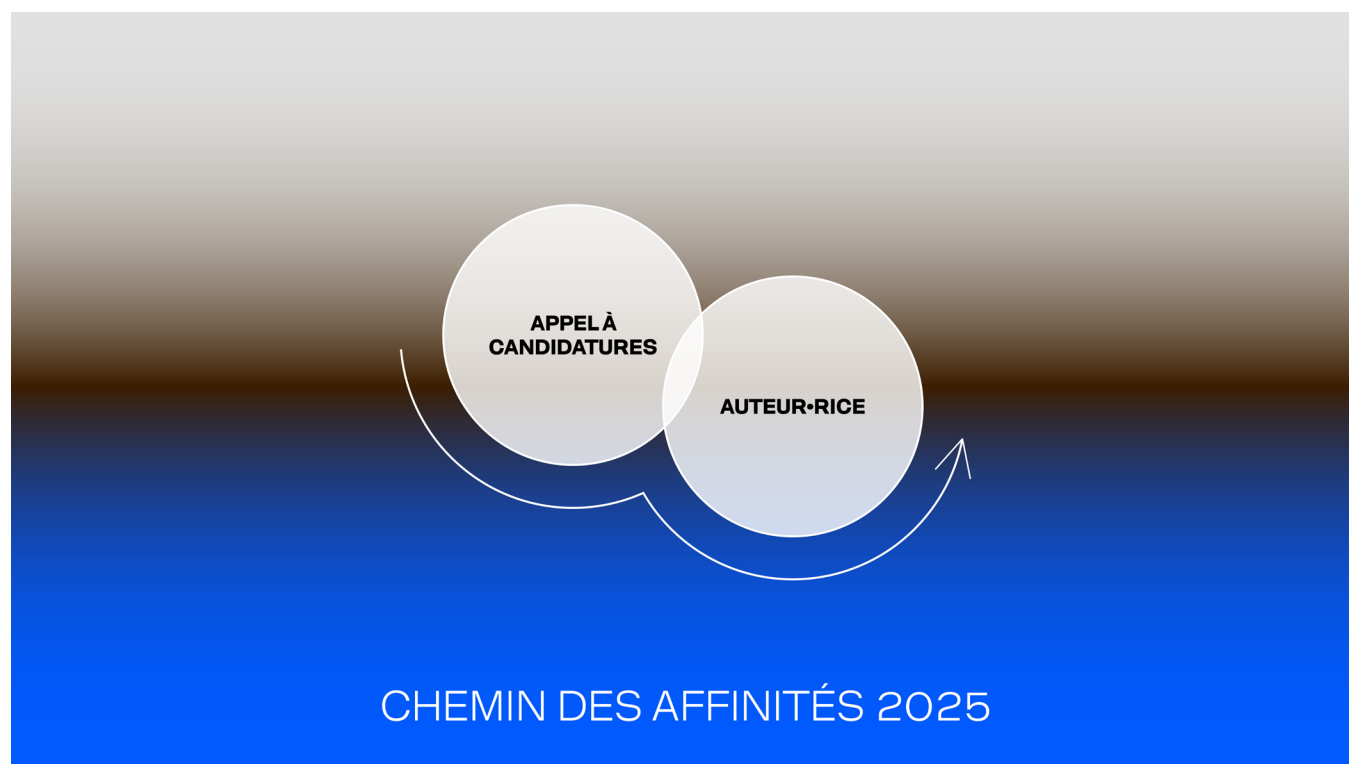 APPEL À
CANDIDATURES
AUTEUR•RICE
CHEMIN DES AFFINITÉS 2025